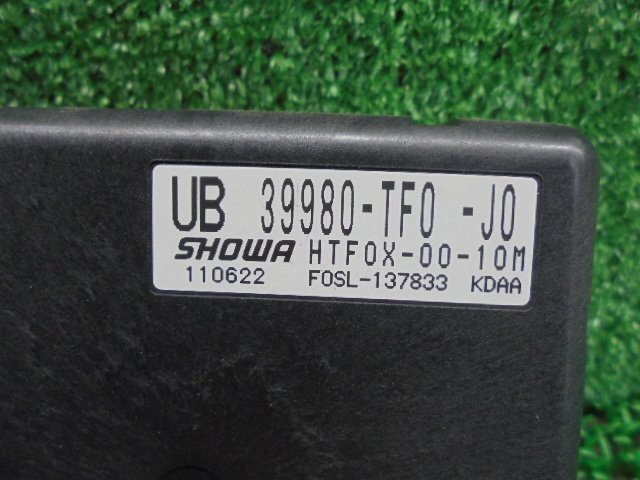 UB 39980-TF0 -J0
SHOWA HTF0X-00-10M
110622 F0SL-137833 KDAA